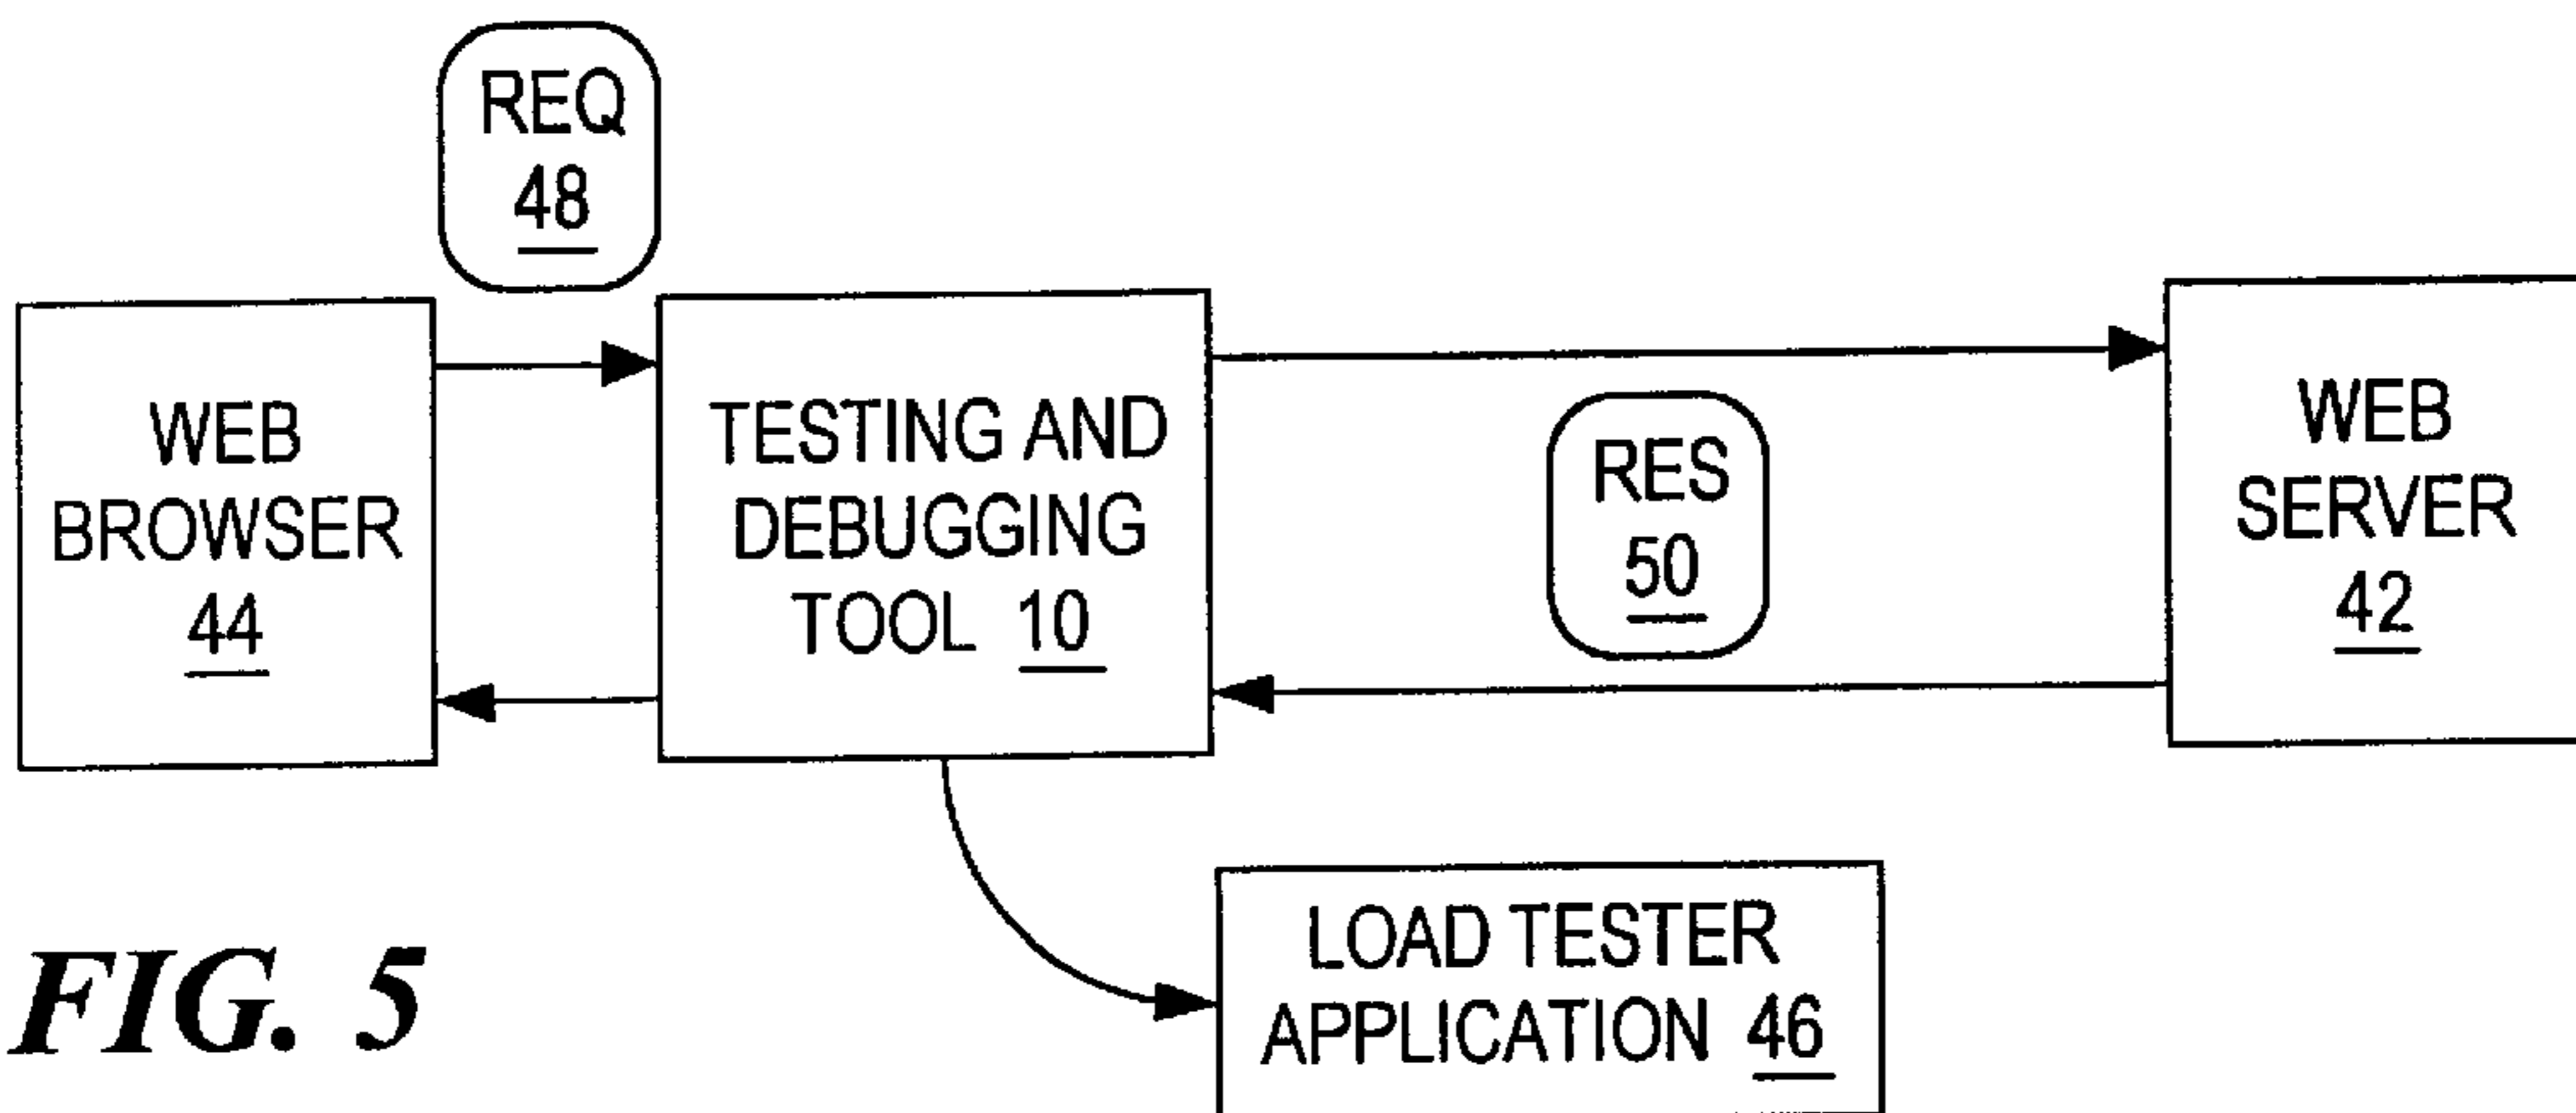 REQ
48
WEB
BROWSER
44
TESTING AND
DEBUGGING
TOOL 10
RES
50
WEB
SERVER
42
LOAD TESTER
APPLICATION 46
FIG. 5